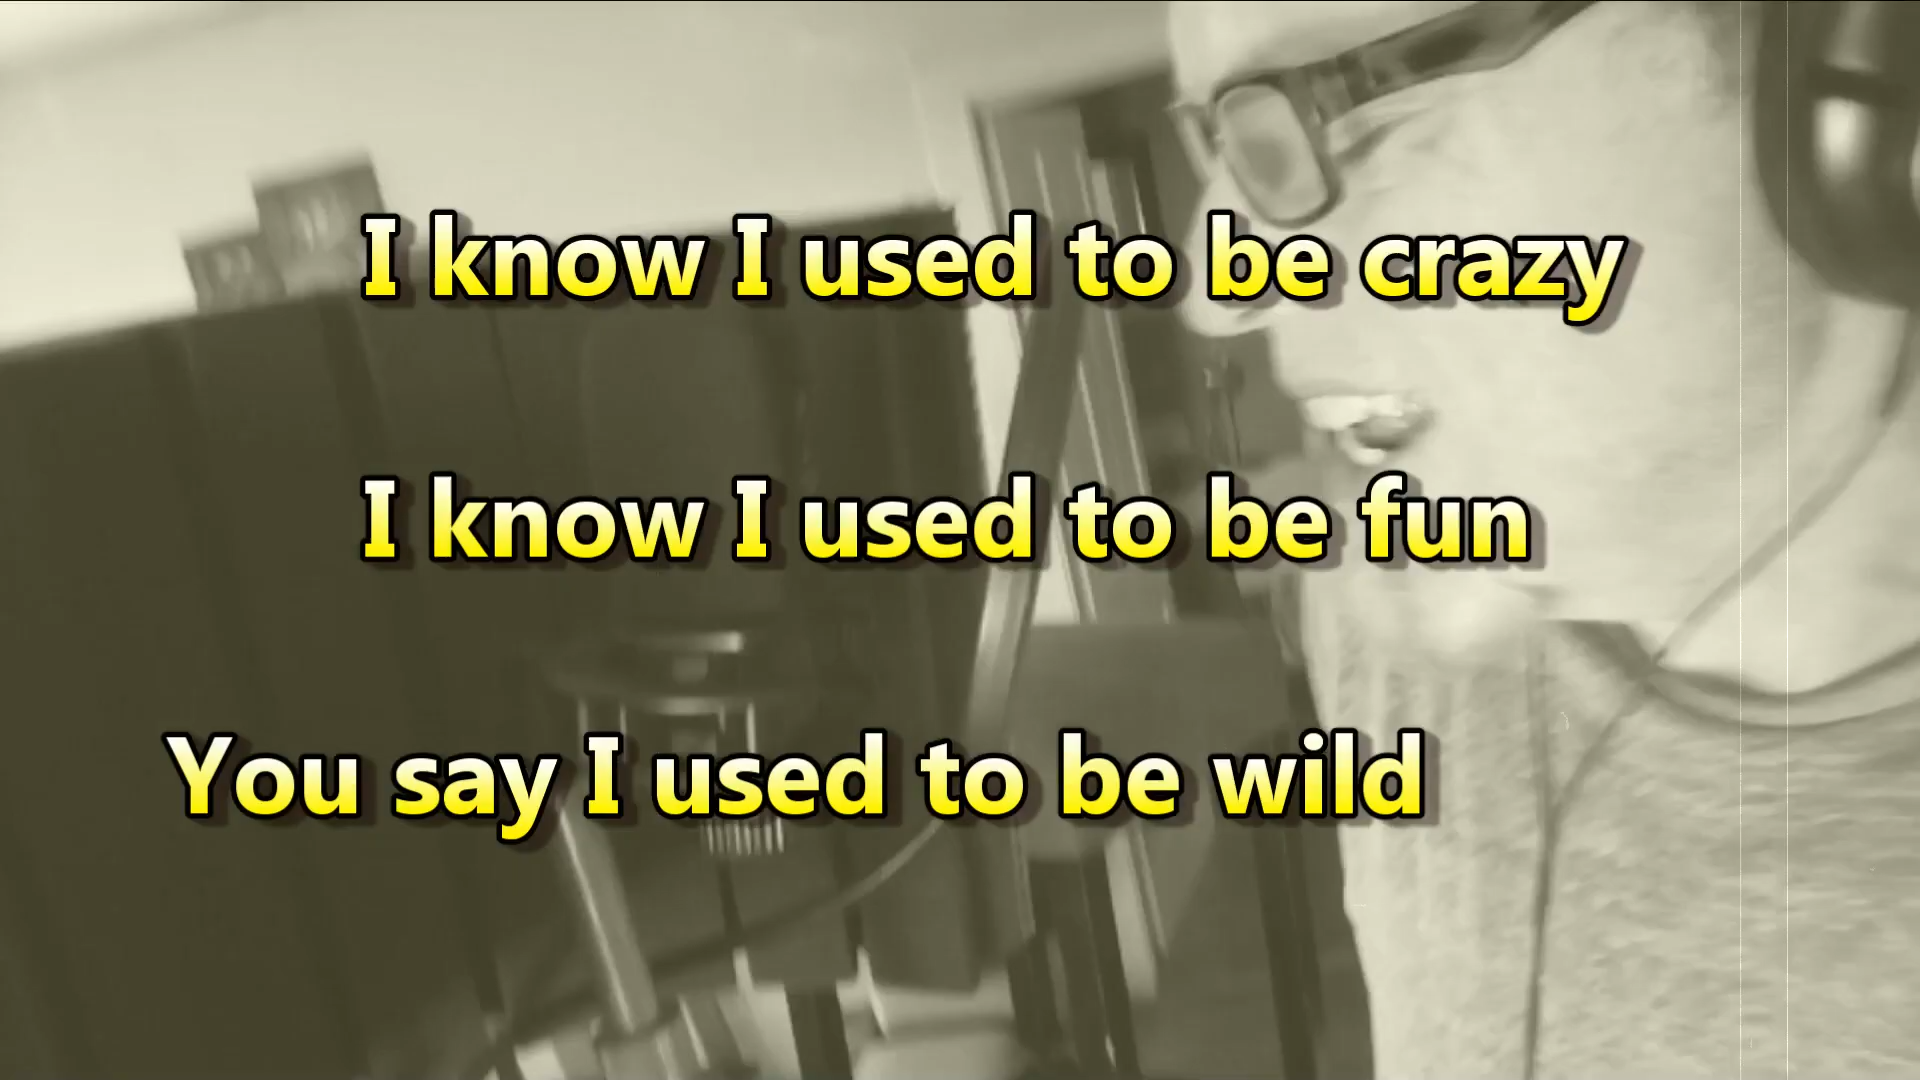 I know I used to be crazy
I know I used to be fun
You say I used to be wild